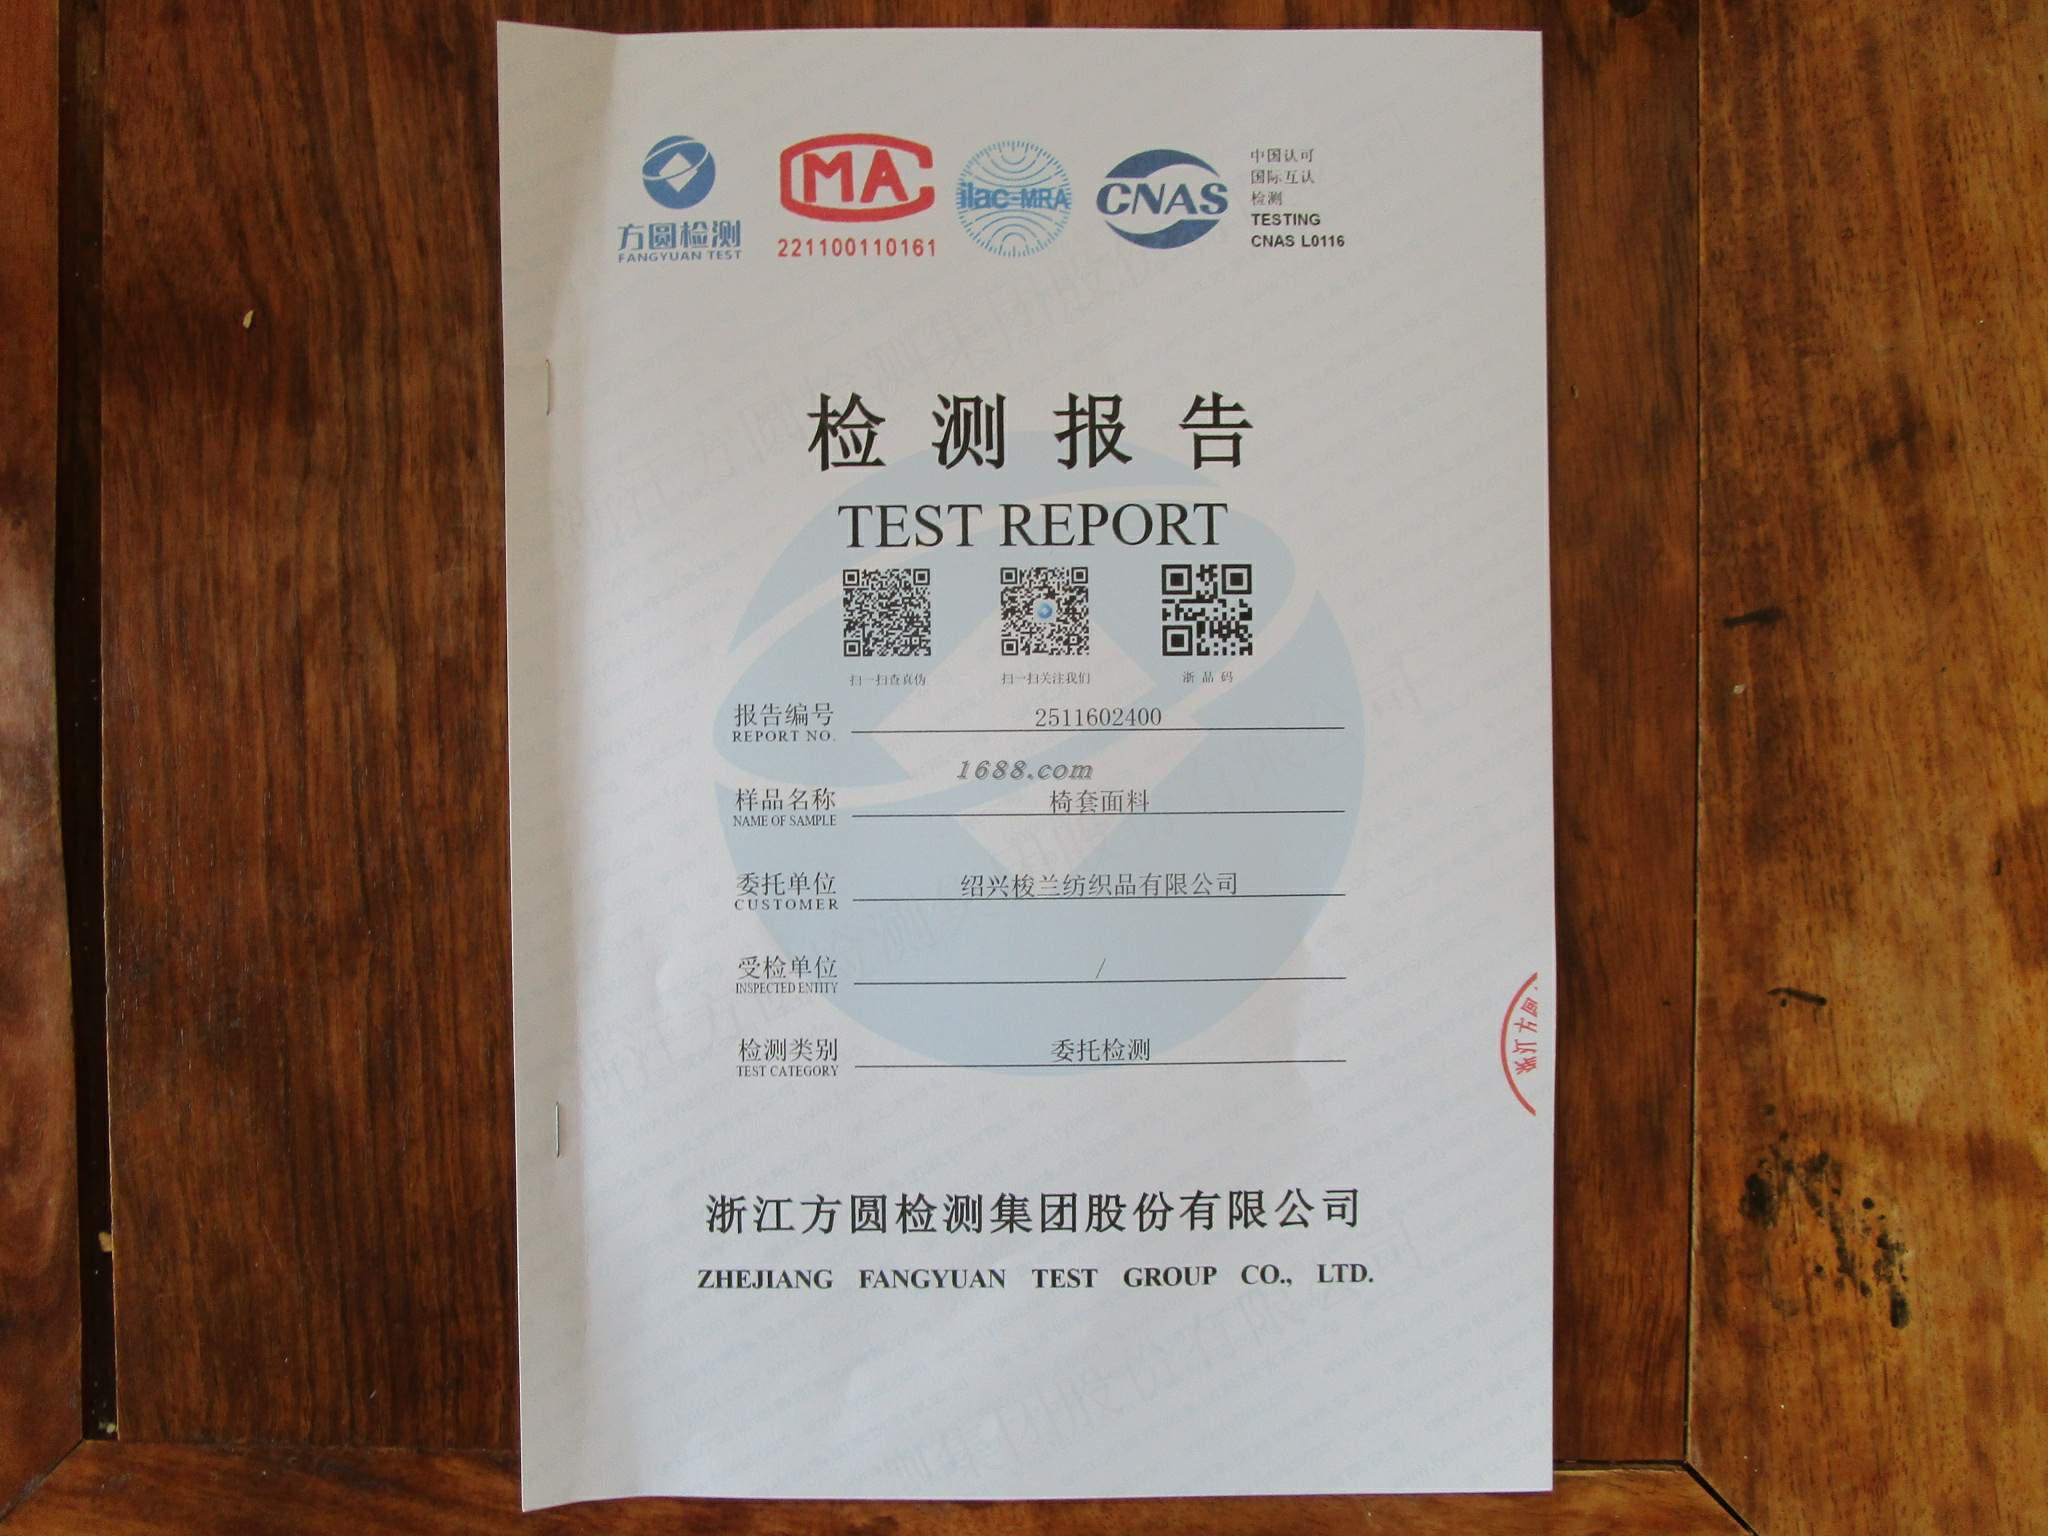 方圆检测
FANGYUAN TEST
MA
221100110161
ilac-MRA
CNAS
中国认可
国际互认
检测
TESTING
CNAS L0116
检测报告
TEST REPORT
扫一扫查真伪
扫一扫关注我们
浙品码
报告编号
REPORT NO.
2511602400
1688.com
样品名称
NAME OF SAMPLE
椅套面料
委托单位
CUSTOMER
绍兴梭兰纺织品有限公司
受检单位
INSPECTED ENTITY
/
检测类别
TEST CATEGORY
委托检测
浙江方圆
浙江方圆检测集团股份有限公司
ZHEJIANG FANGYUAN TEST GROUP CO., LTD.